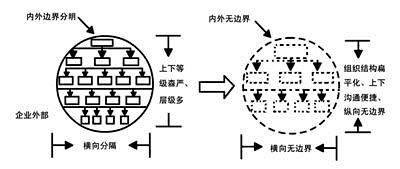 内外边界分明
上下等
级森严、
层级多
企业外部
横向分隔
内外无边界
组织结构扁
平化、上下
沟通便捷、
纵向无边界
横向无边界